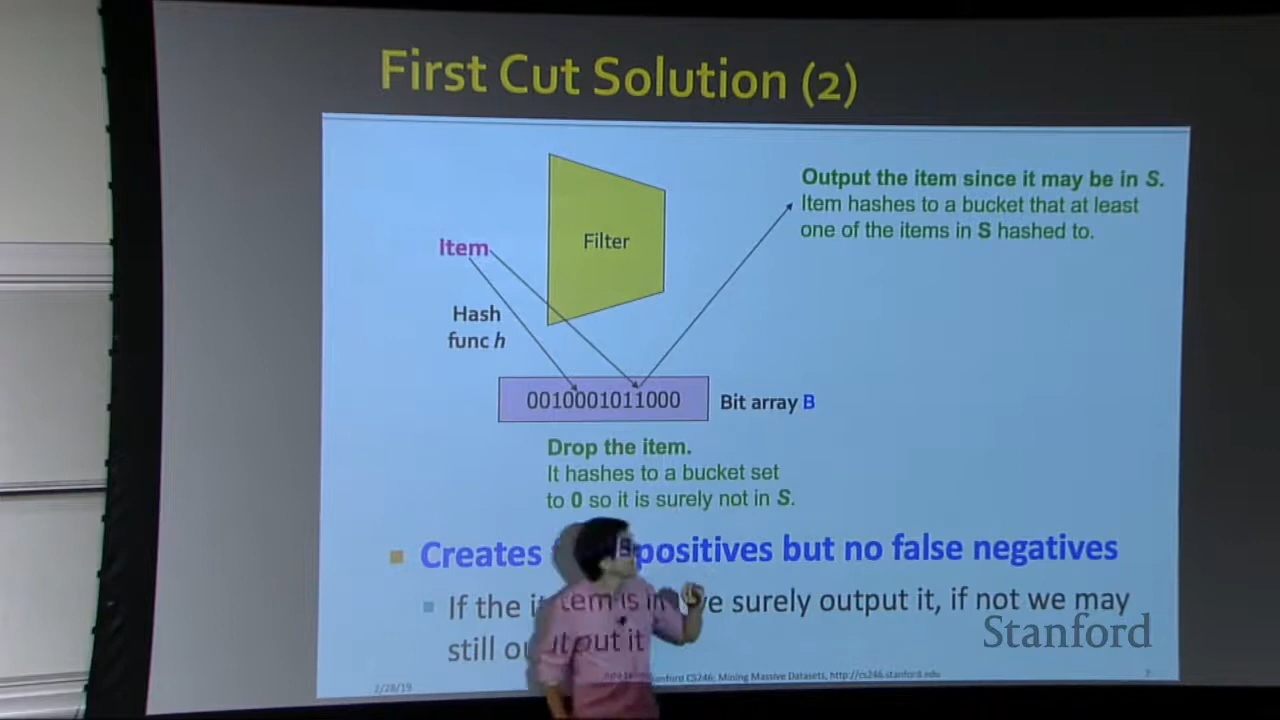 First Cut Solution (2)
Output the item since it may be in S.
Item hashes to a bucket that at least
one of the items in S hashed to.
Item
Filter
Hash
func h
0010001011000
Bit array B
Drop the item.
It hashes to a bucket set
to 0 so it is surely not in S.
Creates positives but no false negatives
If the item is in we surely output it, if not we may
still output it
Stanford
2/28/19
Stanford CS246: Mining Massive Datasets, http://cs246.stanford.edu
7